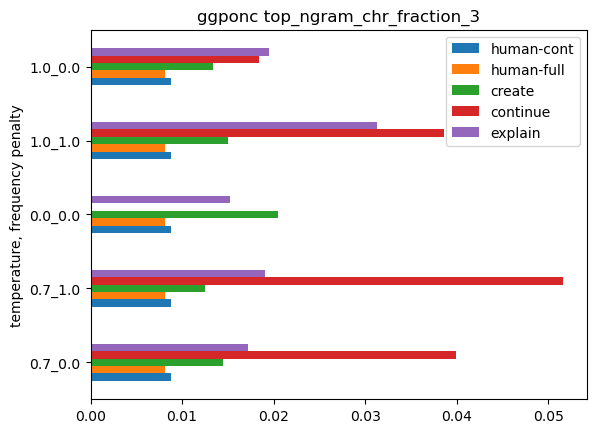 ggponc top_ngram_chr_fraction_3
human-cont
human-full
create
continue
explain
temperature, frequency penalty
1.0_0.0
1.0_1.0
0.0_0.0
0.7_1.0
0.7_0.0
0.00 0.01 0.02 0.03 0.04 0.05